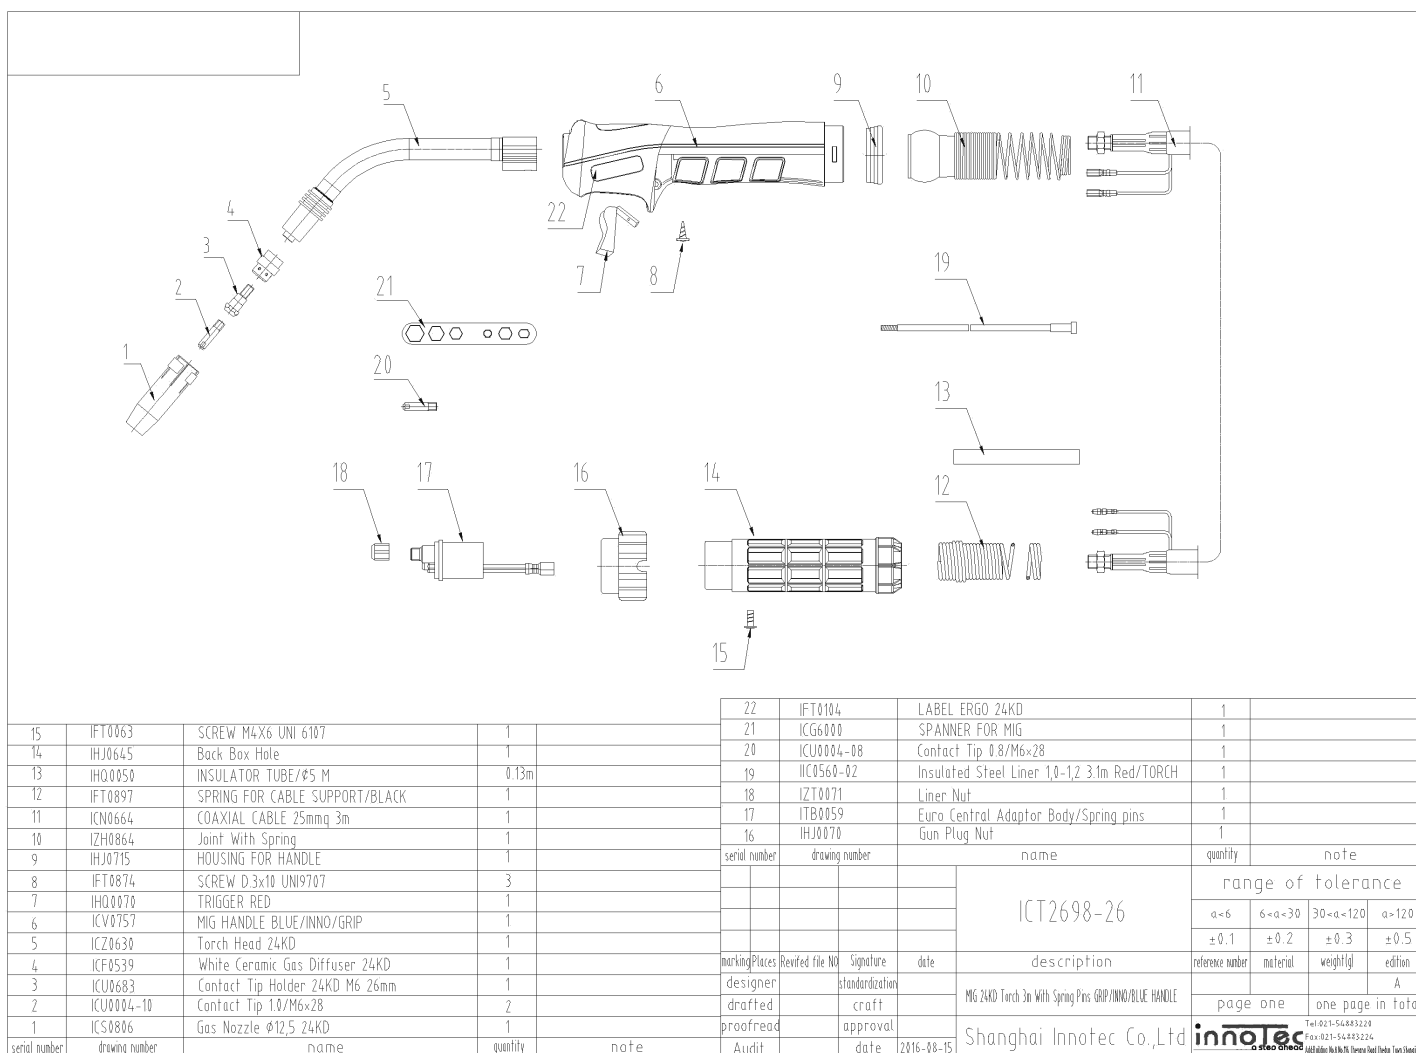 5
6
9
10
11
4
22
3
7
8
2
21
19
1
20
13
18
17
16
14
12
15
15 IFT0063 SCREW M4X6 UNI 6107 1
14 IHJ0645 Back Box Hole 1
13 IHQ0050 INSULATOR TUBE/¢5 M 0.13m
12 IFT0897 SPRING FOR CABLE SUPPORT/BLACK 1
11 ICN0664 COAXIAL CABLE 25mmq 3m 1
10 IZH0864 Joint With Spring 1
9 IHJ0715 HOUSING FOR HANDLE 1
8 IFT0874 SCREW D.3x10 UNI9707 3
7 IHQ0070 TRIGGER RED 1
6 ICV0757 MIG HANDLE BLUE/INNO/GRIP 1
5 ICZ0630 Torch Head 24KD 1
4 ICF0539 White Ceramic Gas Diffuser 24KD 1
3 ICU0683 Contact Tip Holder 24KD M6 26mm 1
2 ICU0004-10 Contact Tip 1.0/M6×28 2
1 ICS0806 Gas Nozzle ø12,5 24KD 1
serial number drawing number name quantity note
22 IFT0104 LABEL ERGO 24KD 1
21 ICG6000 SPANNER FOR MIG 1
20 ICU0004-08 Contact Tip 0.8/M6×28 1
19 IIC0560-02 Insulated Steel Liner 1,0-1,2 3.1m Red/TORCH 1
18 IZT0071 Liner Nut 1
17 ITB0059 Euro Central Adaptor Body/Spring pins 1
16 IHJ0070 Gun Plug Nut 1
serial number drawing number name quantity note
ICT2698-26
range of tolerance
a<6 6<a<30 30<a<120 a>120
±0.1 ±0.2 ±0.3 ±0.5
marking Places Revifed file NO Signature date description reference number material weight(g) edition
designer standardization A
MIG 24KD Torch 3m With Spring Pins GRIP/INNO/BLUE HANDLE
drafted craft page one one page in tota
proofread approval
Shanghai Innotec Co.,Ltd
innoTec
a step ahead
Tel:021-54883220
Fax:021-54883224
Audit date 2016-08-15